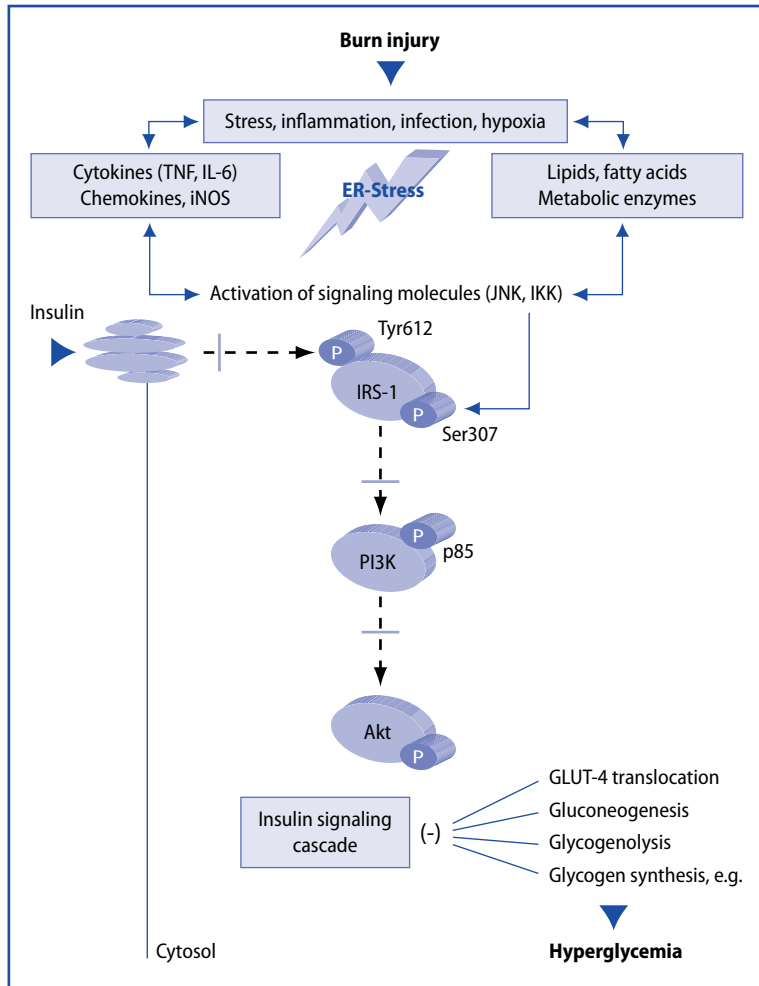 Burn injury
Stress, inflammation, infection, hypoxia
Cytokines (TNF, IL-6)
Chemokines, iNOS
ER-Stress
Lipids, fatty acids
Metabolic enzymes
Activation of signaling molecules (JNK, IKK)
Insulin
Tyr612
P
IRS-1
P
Ser307
P
p85
PI3K
Akt
P
Insulin signaling
cascade
(-)
GLUT-4 translocation
Gluconeogenesis
Glycogenolysis
Glycogen synthesis, e.g.
Cytosol
Hyperglycemia